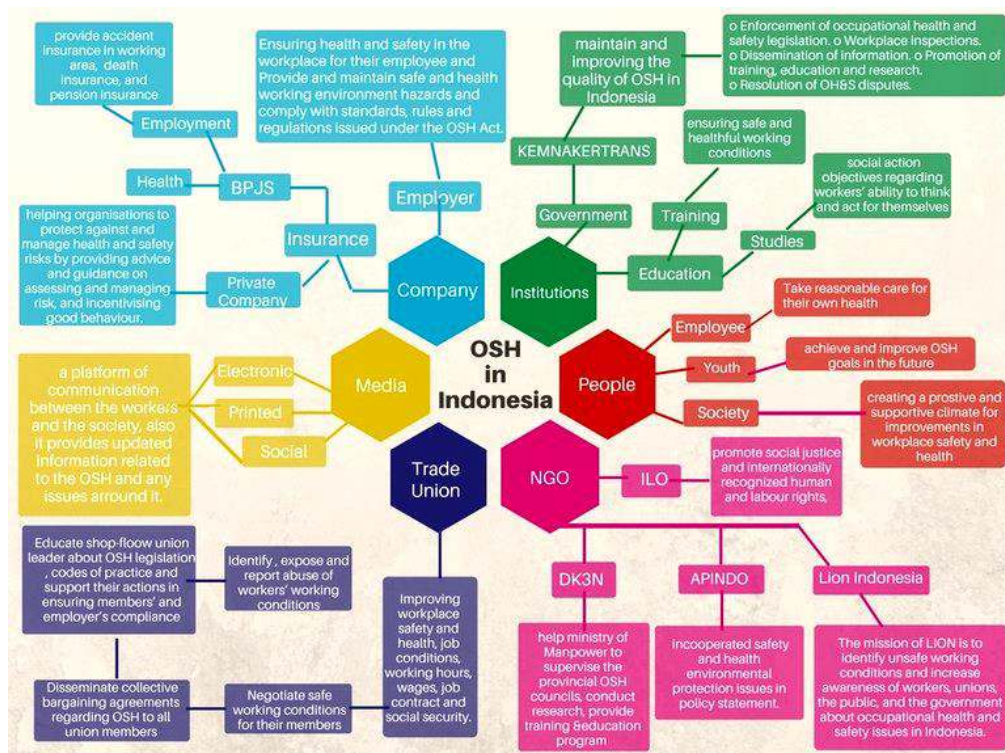 provide accident
insurance in working
area, death
insurance, and
pension insurance
Employment
Health
BPJS
Insurance
helping organisations to
protect against and
manage health and safety
risks by providing advice
and guidance on
assessing and managing
risk, and incentivising
good behaviour.
Private
Company
Ensuring health and safety in the
workplace for their employee and
Provide and maintain safe and health
working environment hazards and
comply with standards, rules and
regulations issued under the OSH Act.
Employer
Company
maintain and
improving the
quality of OSH in
Indonesia
o Enforcement of occupational health and
safety legislation. o Workplace Inspections.
o Dissemination of information. o Promotion of
training, education and research.
o Resolution of OH&S disputes.
KEMNAKERTRANS
Government
ensuring safe and
healthful working
conditions
Training
social action
objectives regarding
workers' ability to think
and act for themselves
Studies
Education
Institutions
OSH
in
Indonesia
People
Employee
Take reasonable care for
their own health
Youth
achieve and improve OSH
goals in the future
Society
creating a prostive and
supportive climate for
improvements in
workplace safety and
health
Media
Electronic
Printed
Social
a platform of
communication
between the workers
and the society, also
it provides updated
information related
to the OSH and any
issues arround it.
Trade
Union
Educate shop-floow union
leader about OSH legislation
, codes of practice and
support their actions in
ensuring members' and
employer's compliance
Identify , expose and
report abuse of
workers' working
conditions
Improving
workplace
safety and
health, job
conditions,
working hours,
wages, job
contract and
social security.
Disseminate collective
bargaining agreements
regarding OSH to all
union members
Negotiate safe
working conditions
for their members
NGO
ILO
promote social justice
and internationally
recognized human
and labour rights,
DK3N
APINDO
Lion Indonesia
help ministry of
Manpower to
supervise the
provincial OSH
councils, conduct
research, provide
training &education
program
incooperated safety
and health
environmental
protection issues in
policy statement.
The mission of LION is to
identify unsafe working
conditions and increase
awareness of workers, unions,
the public, and the government
about occupational health and
safety issues in Indonesia.